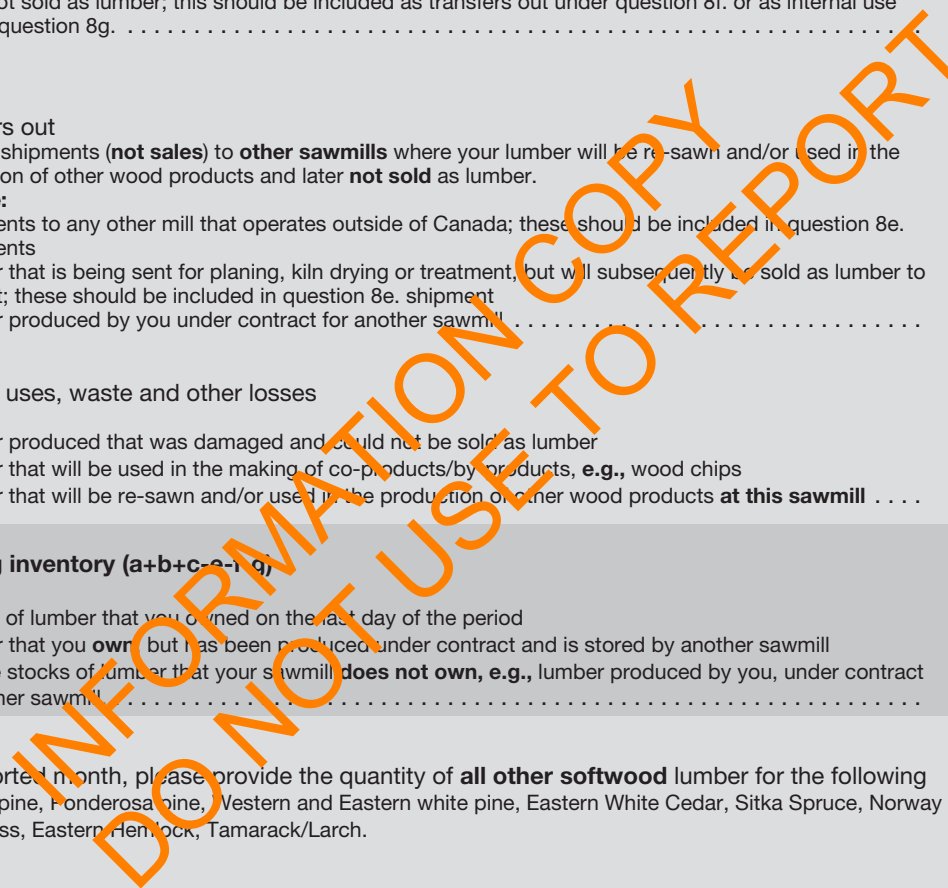 ot sold as lumber; this should be included as transfers out under question 8f. or as internal use
question 8g. . . . . . . . . . . . . . . . . . . . . . . . . . . . . . . . . . . . . . . . . . . . . . . . . . . . . . . . . . . .
rs out
shipments (not sales) to other sawmills where your lumber will be re-sawn and/or used in the
on of other wood products and later not sold as lumber.
:
ents to any other mill that operates outside of Canada; these should be included in question 8e.
ents
r that is being sent for planing, kiln drying or treatment, but will subsequently be sold as lumber to
t; these should be included in question 8e. shipment
r produced by you under contract for another sawmill . . . . . . . . . . . . . . . . . . . . . . . . . . . . . . .
uses, waste and other losses
r produced that was damaged and could not be sold as lumber
r that will be used in the making of co-products/by products, e.g., wood chips
r that will be re-sawn and/or used in the production of other wood products at this sawmill . . . .
g inventory (a+b+c-e-f-g)
of lumber that you owned on the last day of the period
r that you own, but has been produced under contract and is stored by another sawmill
e stocks of lumber that your sawmill does not own, e.g., lumber produced by you, under contract
her sawmill . . . . . . . . . . . . . . . . . . . . . . . . . . . . . . . . . . . . . . . . . . . . . . . . . . . . . . . . . . . .
orted month, please provide the quantity of all other softwood lumber for the following
pine, Ponderosa pine, Western and Eastern white pine, Eastern White Cedar, Sitka Spruce, Norway
ss, Eastern Hemlock, Tamarack/Larch.
INFORMATION COPY
DO NOT USE TO REPORT